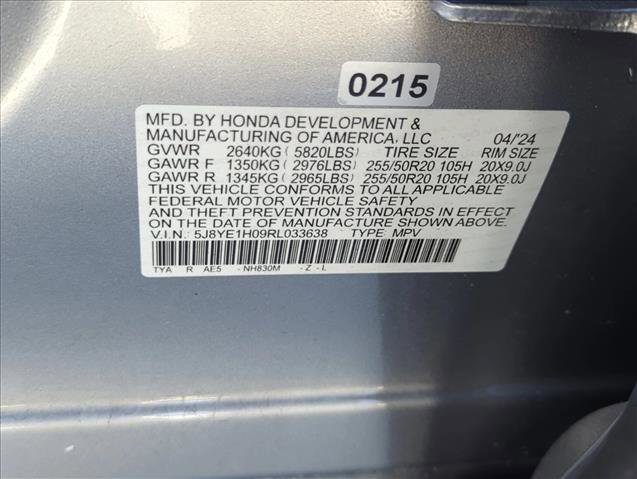 0215
MFD. BY HONDA DEVELOPMENT &
MANUFACTURING OF AMERICA, LLC 04/'24
GVWR 2640KG( 5820LBS) TIRE SIZE RIM SIZE
GAWR F 1350KG(2976LBS) 255/50R20 105H 20X9.0J
GAWR R 1345KG(2965LBS) 255/50R20 105H 20X9.0J
THIS VEHICLE CONFORMS TO ALL APPLICABLE
FEDERAL MOTOR VEHICLE SAFETY
AND THEFT PREVENTION STANDARDS IN EFFECT
ON THE DATE OF MANUFACTURE SHOWN ABOVE.
V.I.N.: 5J8YE1H09RL033638 TYPE: MPV
TYA R AE5 -NH830M -Z -L